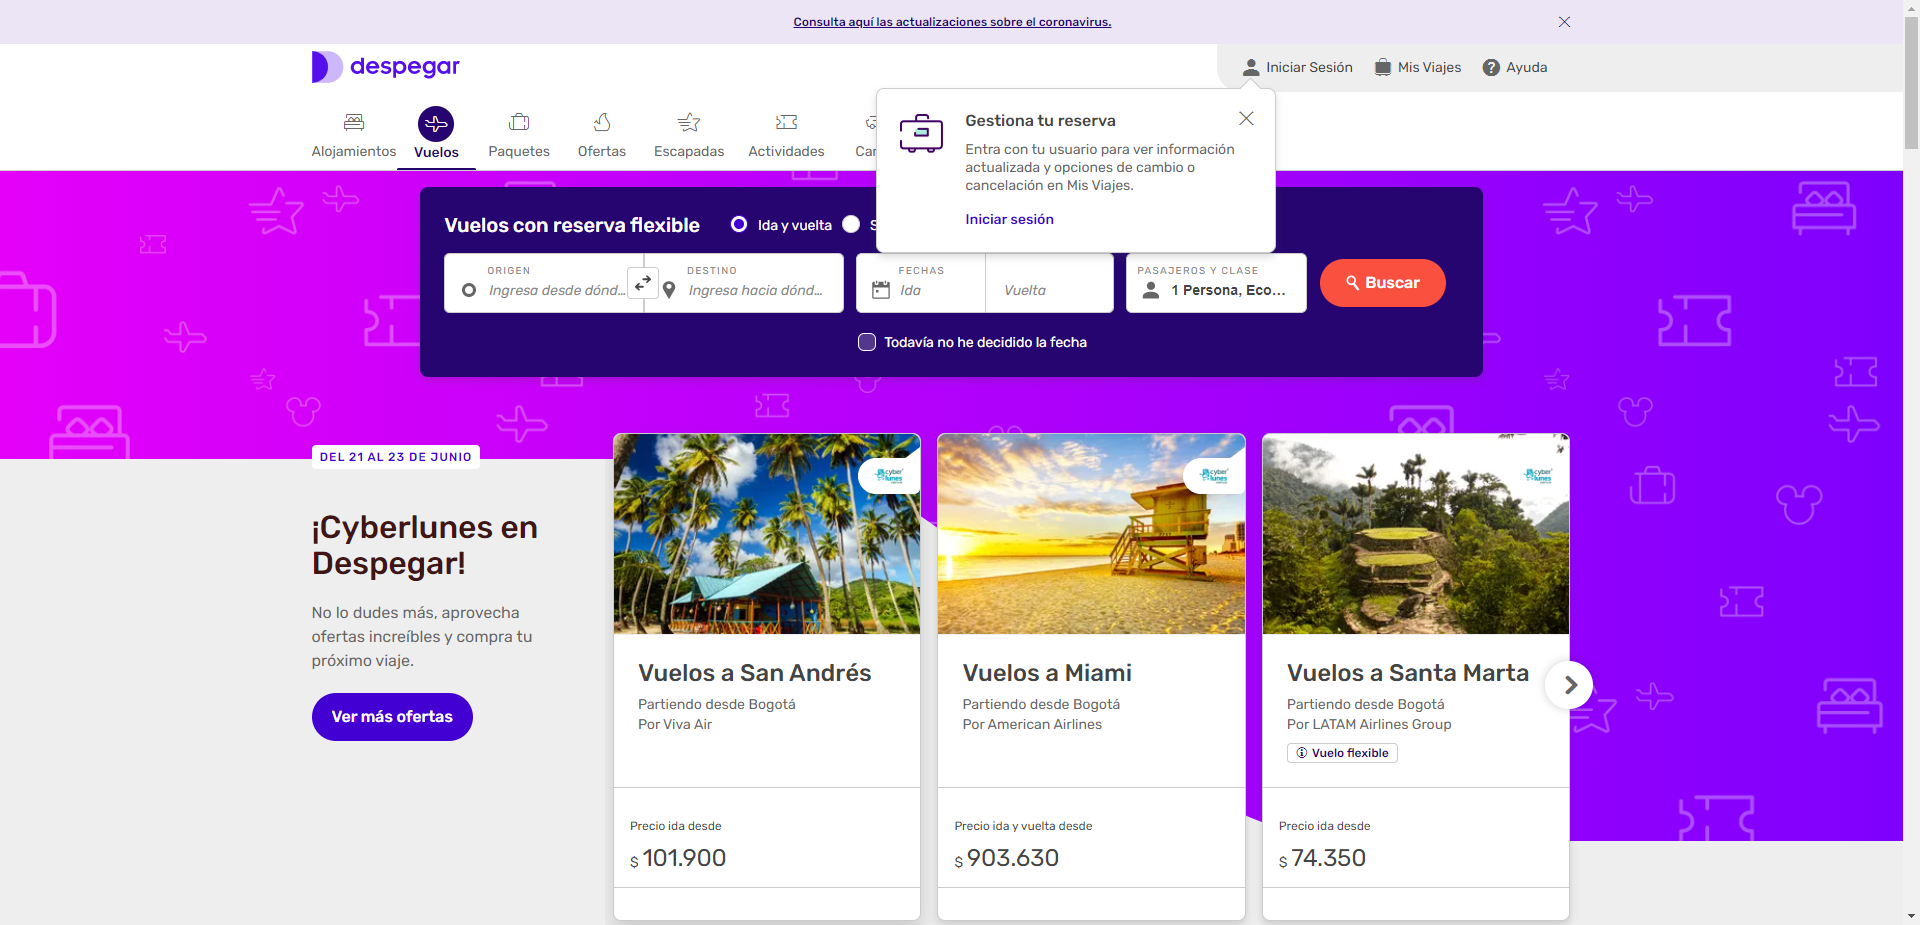 Consulta aquí las actualizaciones sobre el coronavirus.
despegar
Iniciar Sesión
Mis Viajes
Ayuda
Alojamientos
Vuelos
Paquetes
Ofertas
Escapadas
Actividades
Gestiona tu reserva
Entra con tu usuario para ver información
actualizada y opciones de cambio o
cancelación en Mis Viajes.
Iniciar sesión
Vuelos con reserva flexible
Ida y vuelta
ORIGEN
Ingresa desde dónd...
DESTINO
Ingresa hacia dónd...
FECHAS
Ida
Vuelta
PASAJEROS Y CLASE
1 Persona, Eco...
Buscar
Todavía no he decidido la fecha
DEL 21 AL 23 DE JUNIO
¡Cyberlunes en
Despegar!
No lo dudes más, aprovecha
ofertas increíbles y compra tu
próximo viaje.
Ver más ofertas
cyber
lunes
Vuelos a San Andrés
Partiendo desde Bogotá
Por Viva Air
Precio ida desde
$ 101.900
cyber
lunes
Vuelos a Miami
Partiendo desde Bogotá
Por American Airlines
Precio ida y vuelta desde
$ 903.630
cyber
lunes
Vuelos a Santa Marta
Partiendo desde Bogotá
Por LATAM Airlines Group
Vuelo flexible
Precio ida desde
$ 74.350